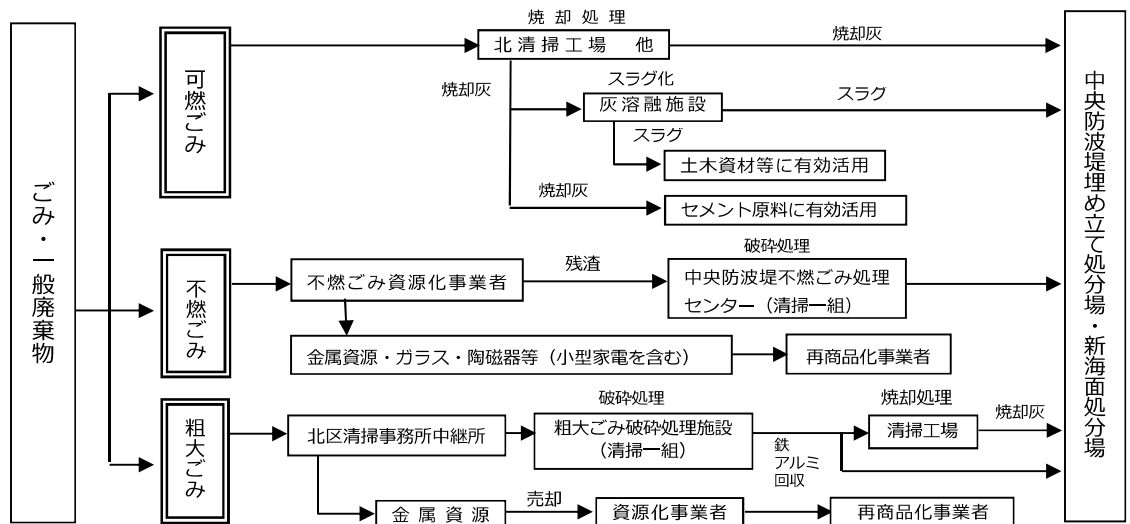 ごみ・一般廃棄物
可燃ごみ
焼却処理
北清掃工場　他
焼却灰
焼却灰
スラグ化
灰溶融施設
スラグ
スラグ
土木資材等に有効活用
焼却灰
セメント原料に有効活用
不燃ごみ
不燃ごみ資源化事業者
残渣
破砕処理
中央防波堤不燃ごみ処理
センター（清掃一組）
金属資源・ガラス・陶磁器等（小型家電を含む）
再商品化事業者
粗大ごみ
北区清掃事務所中継所
破砕処理
粗大ごみ破砕処理施設
（清掃一組）
鉄
アルミ
回収
焼却処理
清掃工場
焼却灰
金属資源
売却
資源化事業者
再商品化事業者
中央防波堤埋め立て処分場・新海面処分場